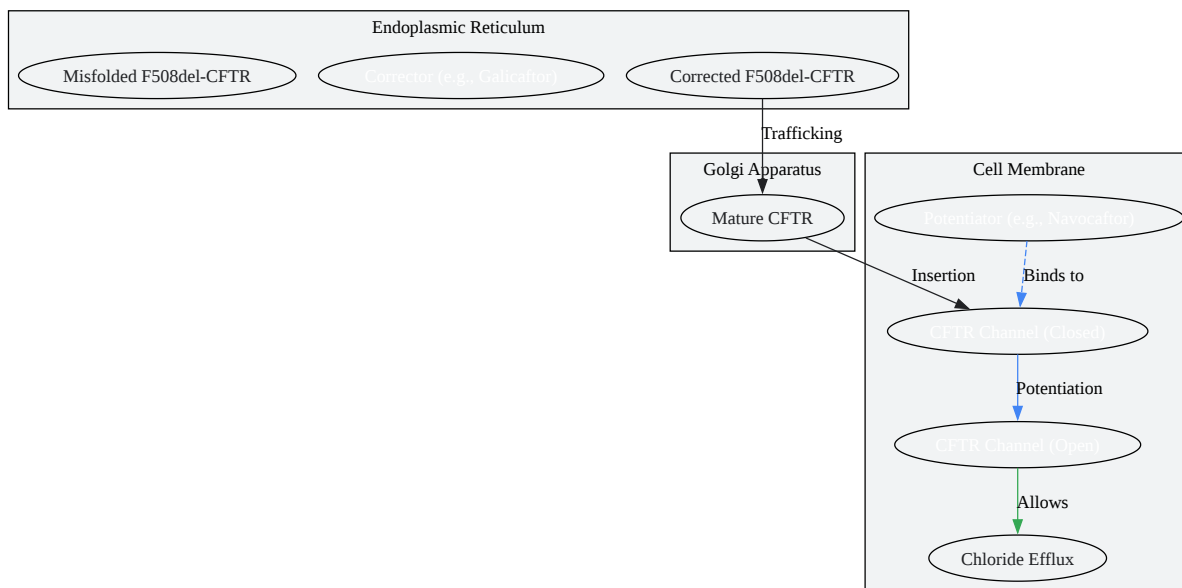 Endoplasmic Reticulum
Misfolded F508del-CFTR
Corrector (e.g., Galicaftor)
Corrected F508del-CFTR
Trafficking
Golgi Apparatus
Cell Membrane
Mature CFTR
Potentiator (e.g., Navocaftor)
Insertion
Binds to
CFTR Channel (Closed)
Potentiation
CFTR Channel (Open)
Allows
Chloride Efflux